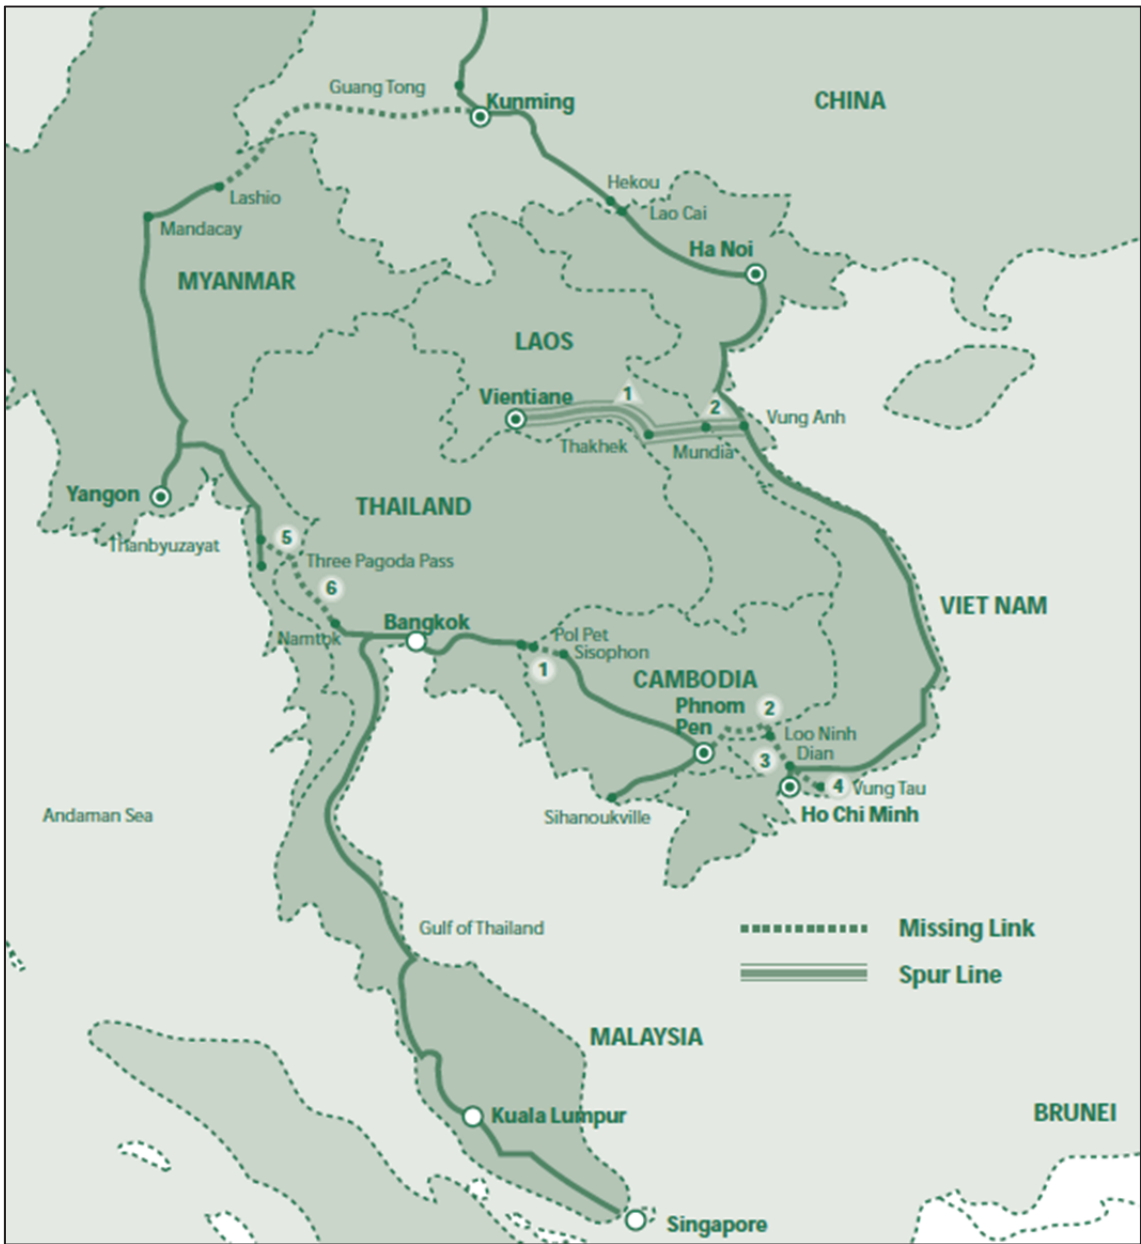 Guang Tong
Kunming
CHINA
Hekou
Lashio
Lao Cai
Mandacay
Ha Noi
MYANMAR
LAOS
Vientiane
1
2
Vung Anh
Thakhek
Mundia
Yangon
THAILAND
5
Thanbyuzayat
Three Pagoda Pass
6
VIET NAM
Bangkok
Namtok
Pol Pet
Sisophon
1
CAMBODIA
Phnom
Pen
2
Loo Ninh
Dian
3
4
Vung Tau
Ho Chi Minh
Sihanoukville
Andaman Sea
Gulf of Thailand
Missing Link
Spur Line
MALAYSIA
Kuala Lumpur
BRUNEI
Singapore